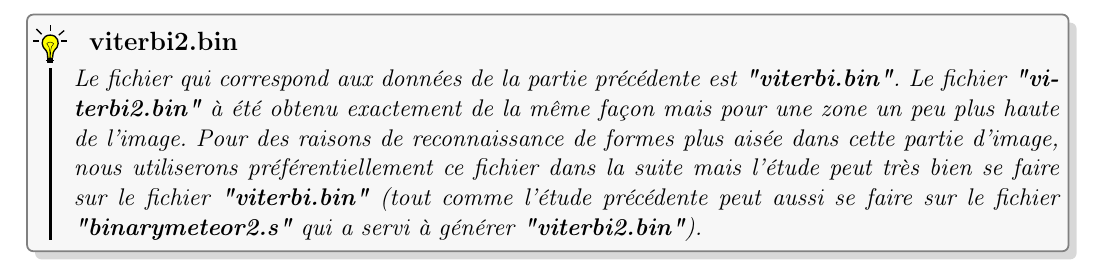 viterbi2.bin
Le fichier qui correspond aux données de la partie précédente est "viterbi.bin". Le fichier "vi-
terbi2.bin" à été obtenu exactement de la même façon mais pour une zone un peu plus haute
de l'image. Pour des raisons de reconnaissance de formes plus aisée dans cette partie d'image,
nous utiliserons préférentiellement ce fichier dans la suite mais l'étude peut très bien se faire
sur le fichier "viterbi.bin" (tout comme l'étude précédente peut aussi se faire sur le fichier
"binarymeteor2.s" qui a servi à générer "viterbi2.bin").